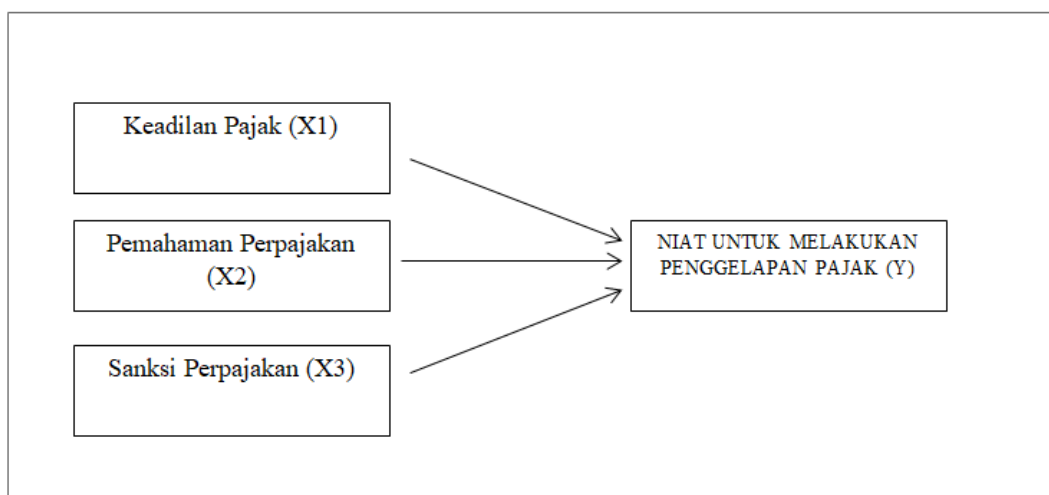 Keadilan Pajak (X1)
Pemahaman Perpajakan
(X2)
Sanksi Perpajakan (X3)
NIAT UNTUK MELAKUKAN
PENGGELAPAN PAJAK (Y)